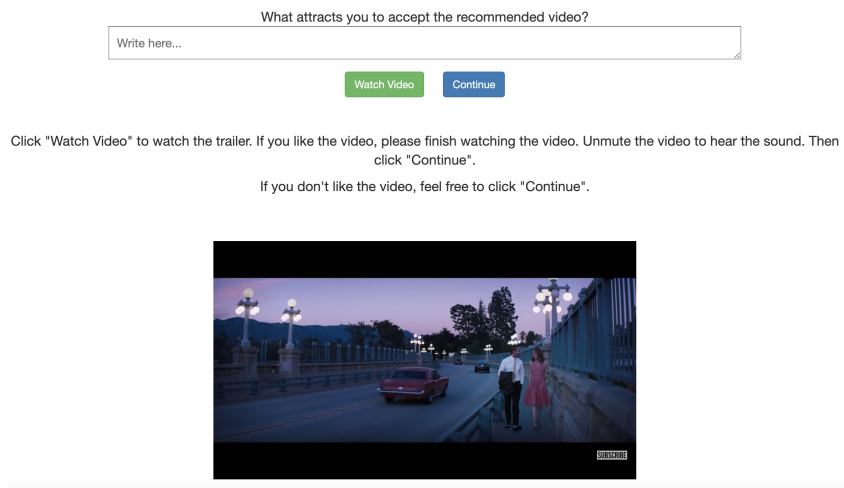 What attracts you to accept the recommended video?
Write here...
Watch Video Continue
Click "Watch Video" to watch the trailer. If you like the video, please finish watching the video. Unmute the video to hear the sound. Then
click "Continue".
If you don't like the video, feel free to click "Continue".
SUBSCRIBE